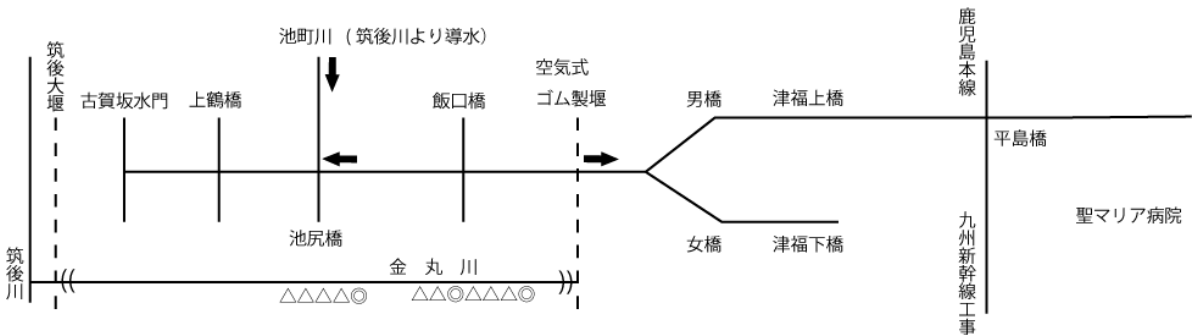 筑後大堰
池町川 ( 筑後川より導水）
空気式
ゴム製堰
鹿児島本線
古賀坂水門
上鶴橋
飯口橋
男橋
津福上橋
平島橋
聖マリア病院
池尻橋
女橋
津福下橋
九州新幹線工事
筑後川
金丸川
△△△△◎
△△◎△△△◎